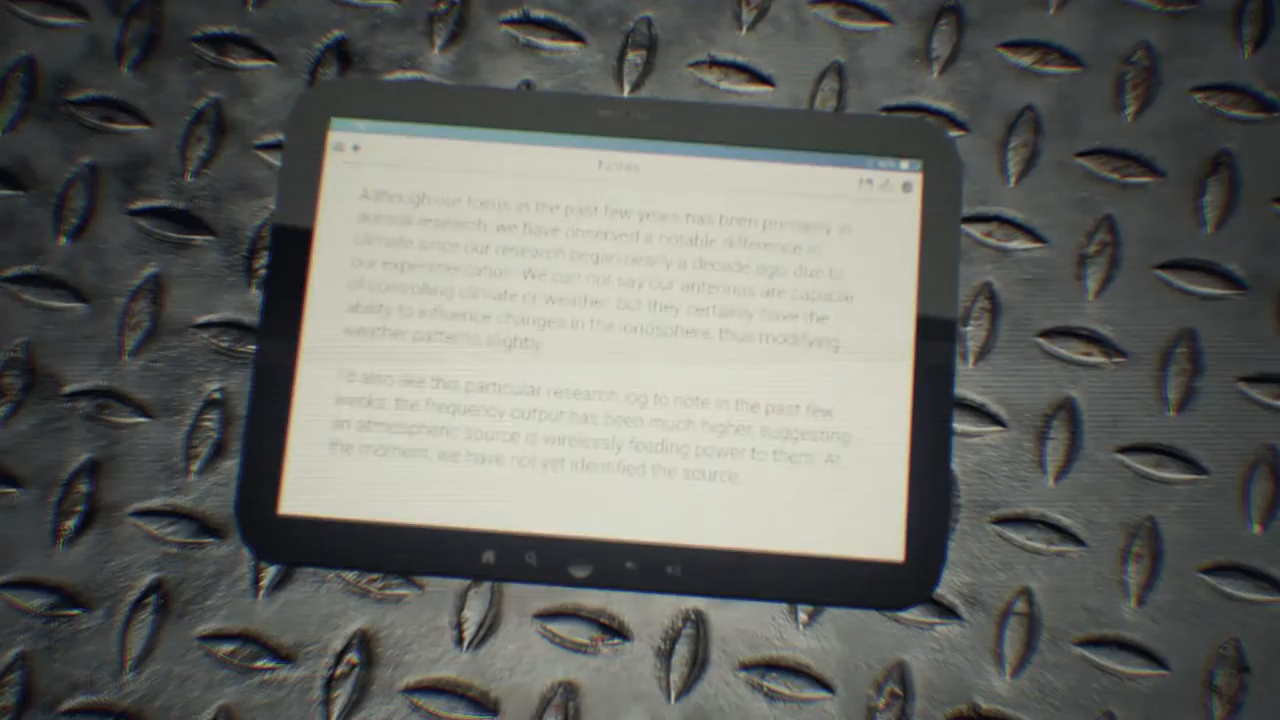 Notes
Although our focus in the past few years has been primarily in
auroral research, we have observed a notable difference in
climate since our research began nearly a decade ago due to
our experimentation. We can not say our antennas are capable
of controlling climate or weather, but they certainly have the
ability to influence changes in the ionosphere, thus modifying
weather patterns slightly.
I'd also like this particular research log to note in the past few
weeks, the frequency output has been much higher, suggesting
an atmospheric source is wirelessly feeding power to them. At
the moment, we have not yet identified the source.